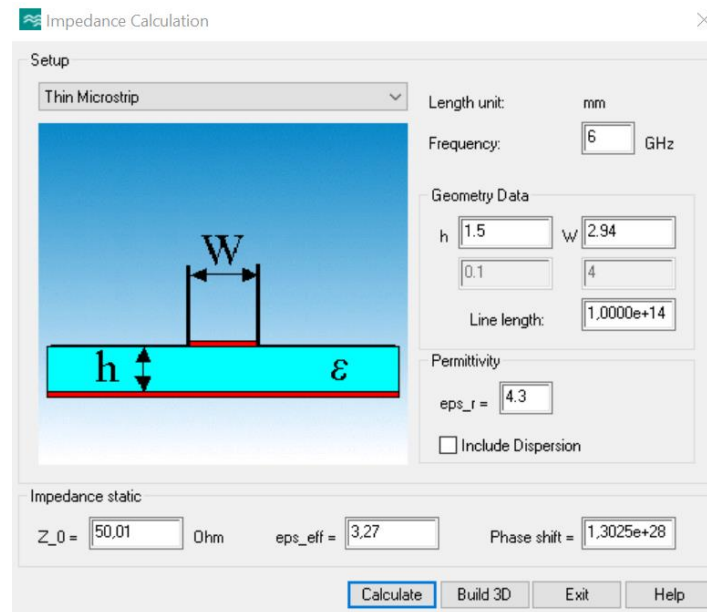 Impedance Calculation
Setup
Thin Microstrip
Length unit: mm
Frequency: 6 GHz
Geometry Data
h 1.5 W 2.94
0.1 4
Line length: 1,0000e+14
W
h ε
Permittivity
eps_r = 4.3
Include Dispersion
Impedance static
Z_0 = 50,01 Ohm eps_eff = 3,27 Phase shift = 1,3025e+28
Calculate Build 3D Exit Help